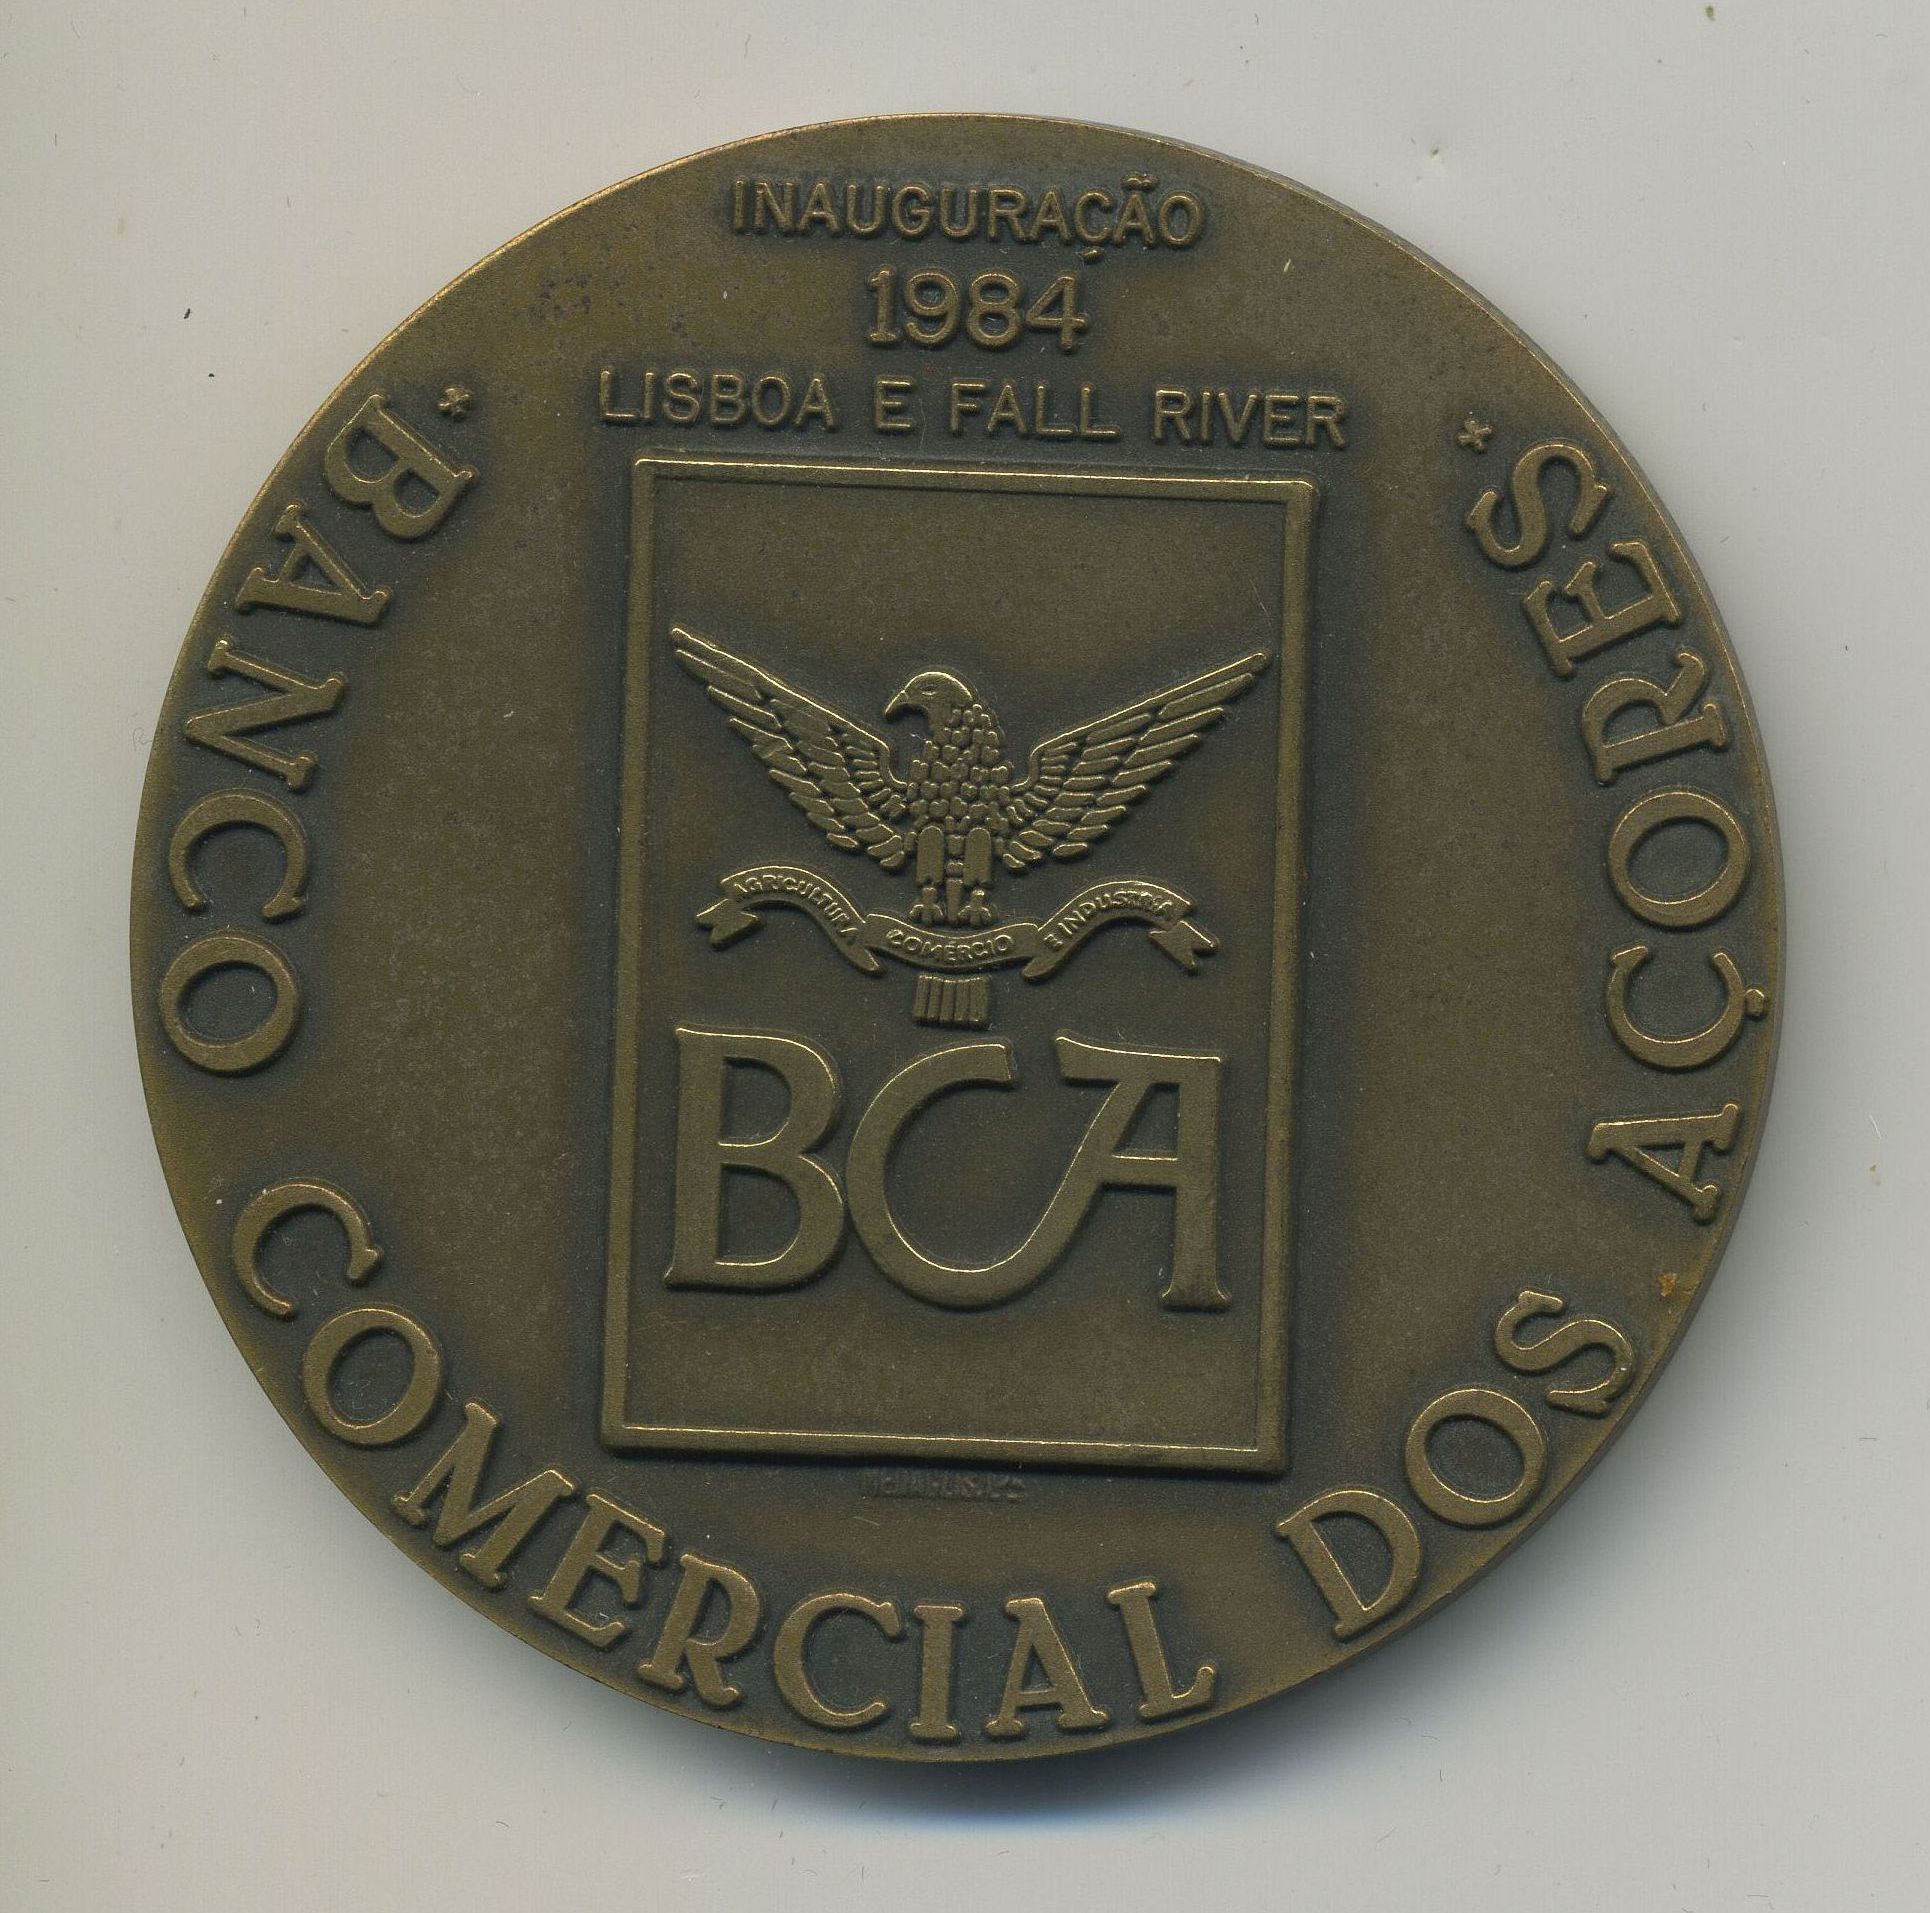 INAUGURAÇÃO
1984
LISBOA E FALL RIVER
AGRICULTURA COMÉRCIO E INDUSTRIA
BCA
*BANCO COMERCIAL DOS AÇORES*